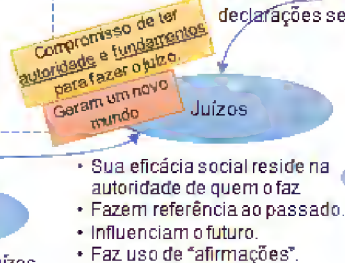 declarações se
Compromisso de ter
autoridade e fundamentos
para fazer o juízo.
Geram um novo
mundo
Juízos
• Sua eficácia social reside na
autoridade de quem o faz
• Fazem referência ao passado.
• Influenciam o futuro.
• Faz uso de "afirmações".